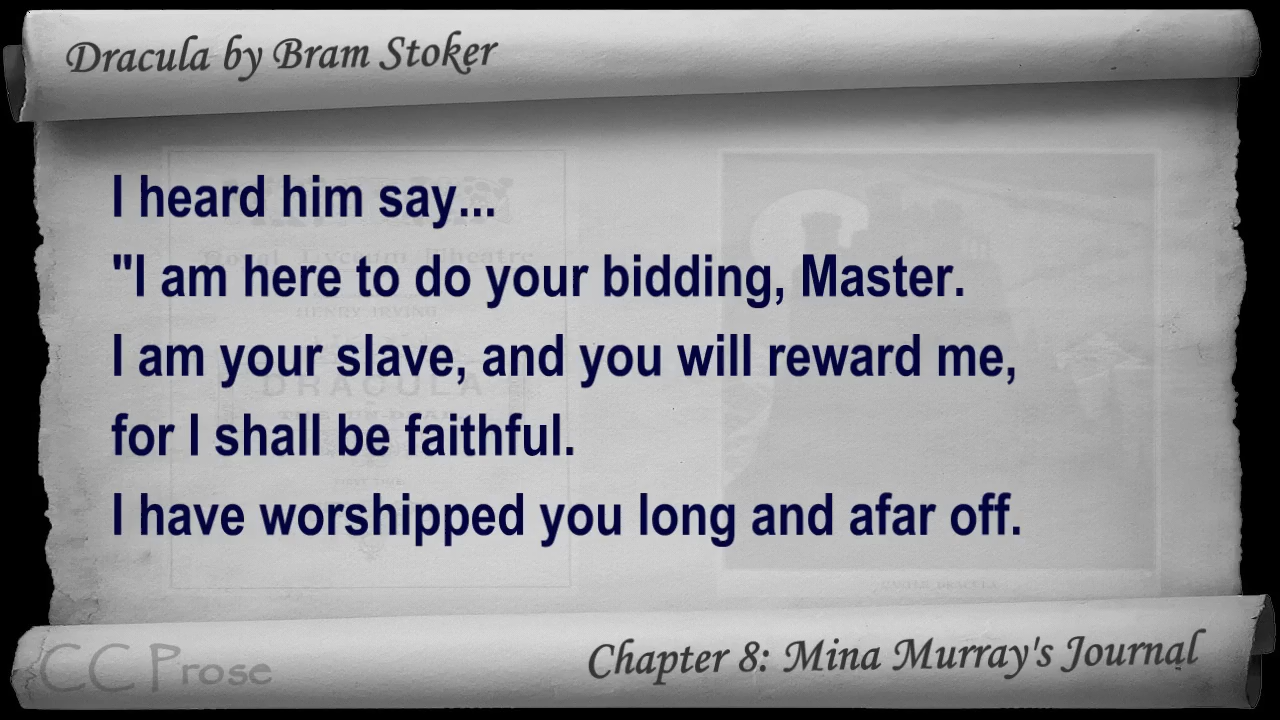 Dracula by Bram Stoker
I heard him say...
"I am here to do your bidding, Master.
I am your slave, and you will reward me,
for I shall be faithful.
I have worshipped you long and afar off.
CC Prose
Chapter 8: Mina Murray's Journal